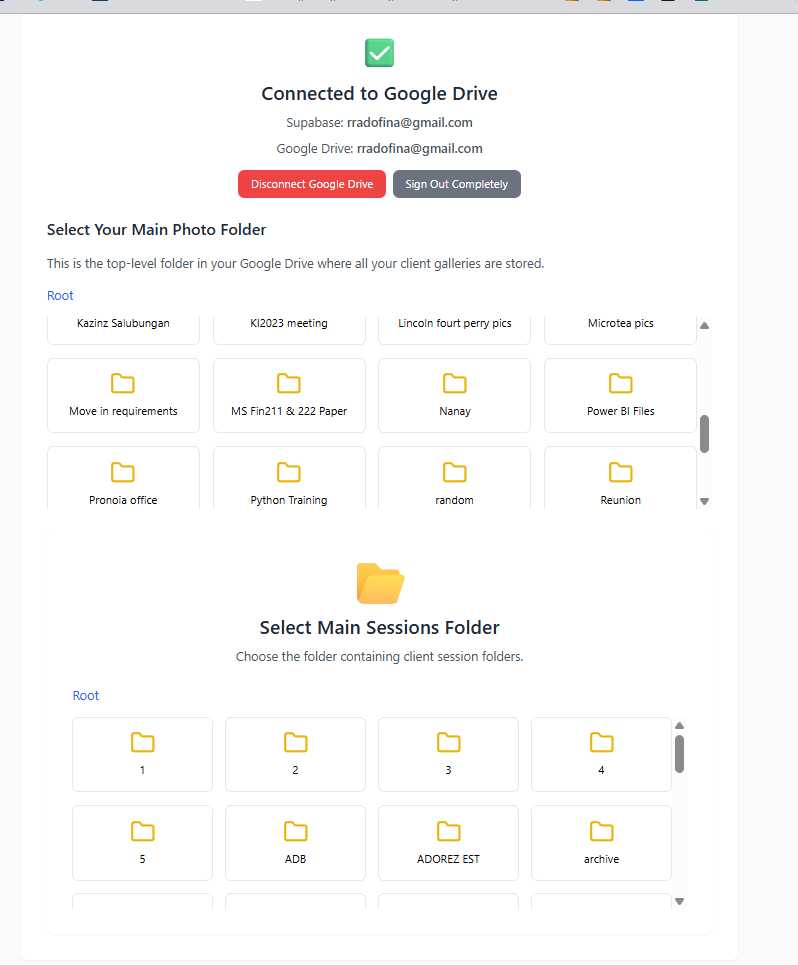 Connected to Google Drive
Supabase: rradofina@gmail.com
Google Drive: rradofina@gmail.com
Disconnect Google Drive Sign Out Completely
Select Your Main Photo Folder
This is the top-level folder in your Google Drive where all your client galleries are stored.
Root
Kazinz Salubungan KI2023 meeting Lincoln fourt perry pics Microtea pics
Move in requirements MS Fin211 & 222 Paper Nanay Power BI Files
Pronoia office Python Training random Reunion
Select Main Sessions Folder
Choose the folder containing client session folders.
Root
1 2 3 4
5 ADB ADOREZ EST archive